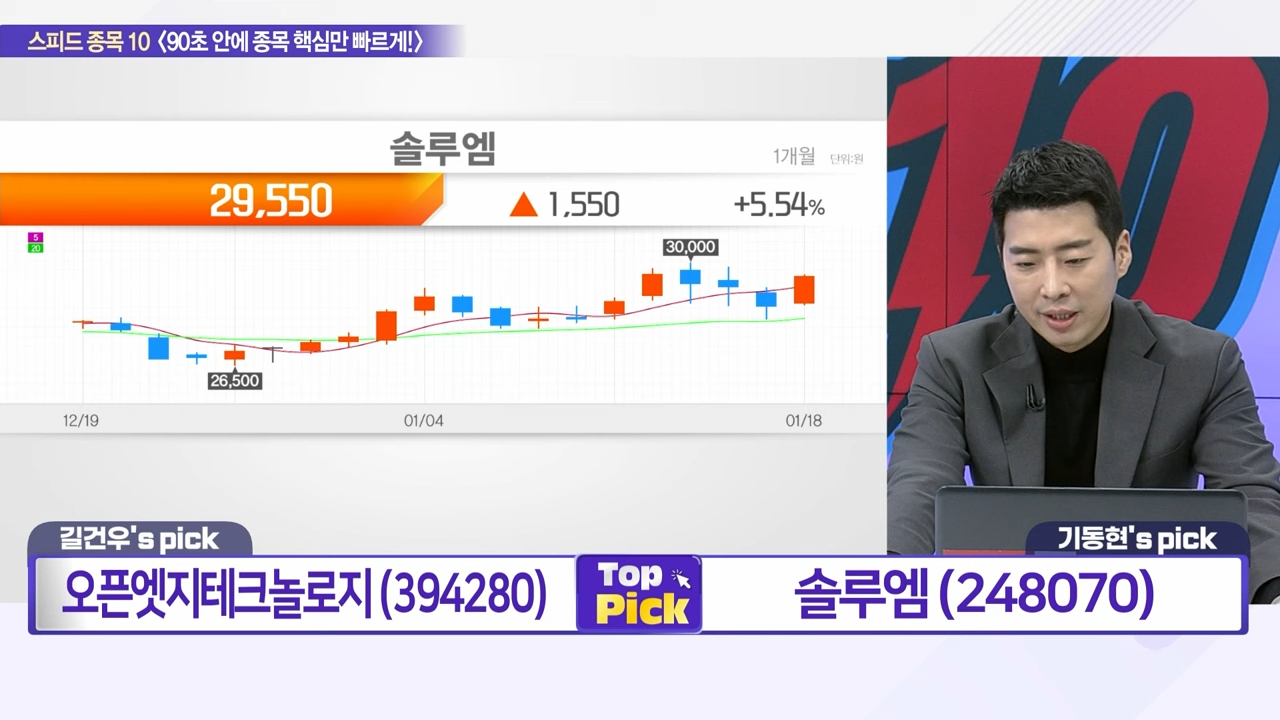 스피드 종목 10 〈90초 안에 종목 핵심만 빠르게!〉
솔루엠
1개월 단위:원
29,550 ▲ 1,550 +5.54%
5
20
30,000
26,500
12/19 01/04 01/18
10
길건우's pick
기동현's pick
오픈엣지테크놀로지 (394280)
Top
Pick
솔루엠 (248070)